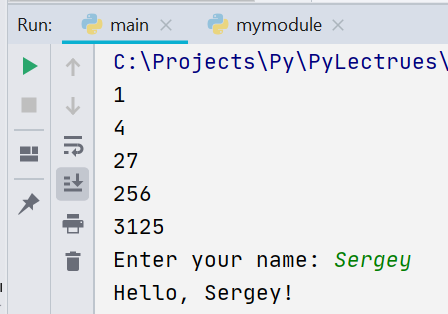 Run: main × mymodule ×
C:\Projects\Py\PyLectrues\
1
4
27
256
3125
Enter your name: Sergey
Hello, Sergey!